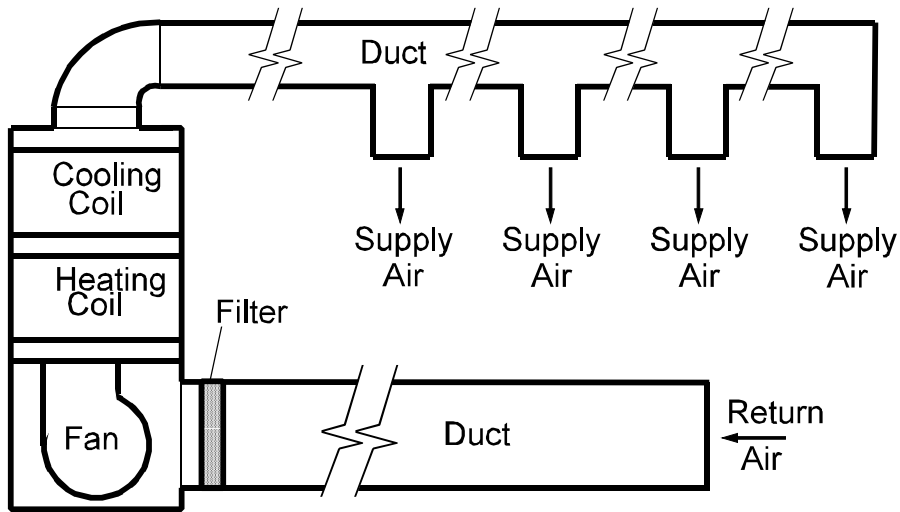 Duct
Cooling
Coil
Supply
Air
Supply
Air
Supply
Air
Supply
Air
Heating
Coil
Filter
Fan
Duct
Return
Air